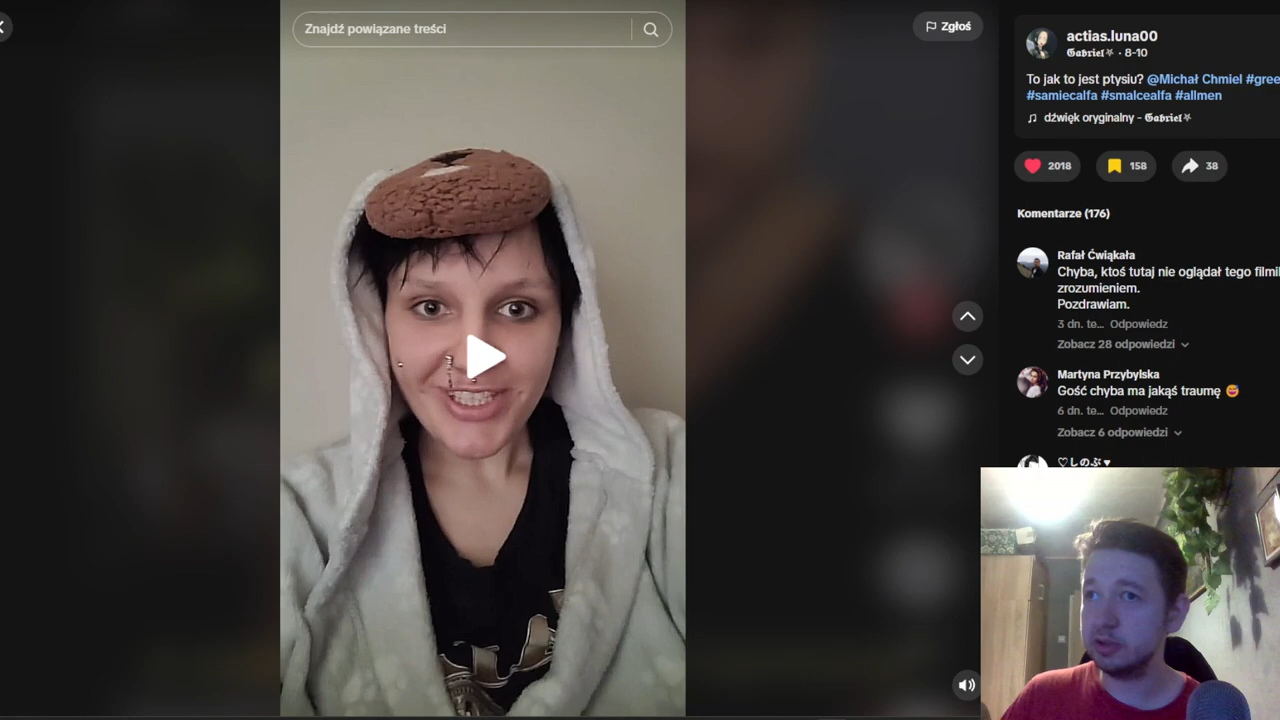 Znajdź powiązane treści
Zgłoś
actias.luna00
𝕲𝖆𝖇𝖗𝖎𝖊𝖑⛧ · 8-10
To jak to jest ptysiu? @Michał Chmiel #gree
#samiecalfa #smalcealfa #allmen
dźwięk oryginalny - 𝕲𝖆𝖇𝖗𝖎𝖊𝖑⛧
2018
158
38
Komentarze (176)
Rafał Ćwiąkała
Chyba, ktoś tutaj nie oglądał tego filmi
zrozumieniem.
Pozdrawiam.
3 dn. te... Odpowiedz
Zobacz 28 odpowiedzi
Martyna Przybylska
Gość chyba ma jakąś traumę 😅
6 dn. te... Odpowiedz
Zobacz 6 odpowiedzi
♡しのぶ♥